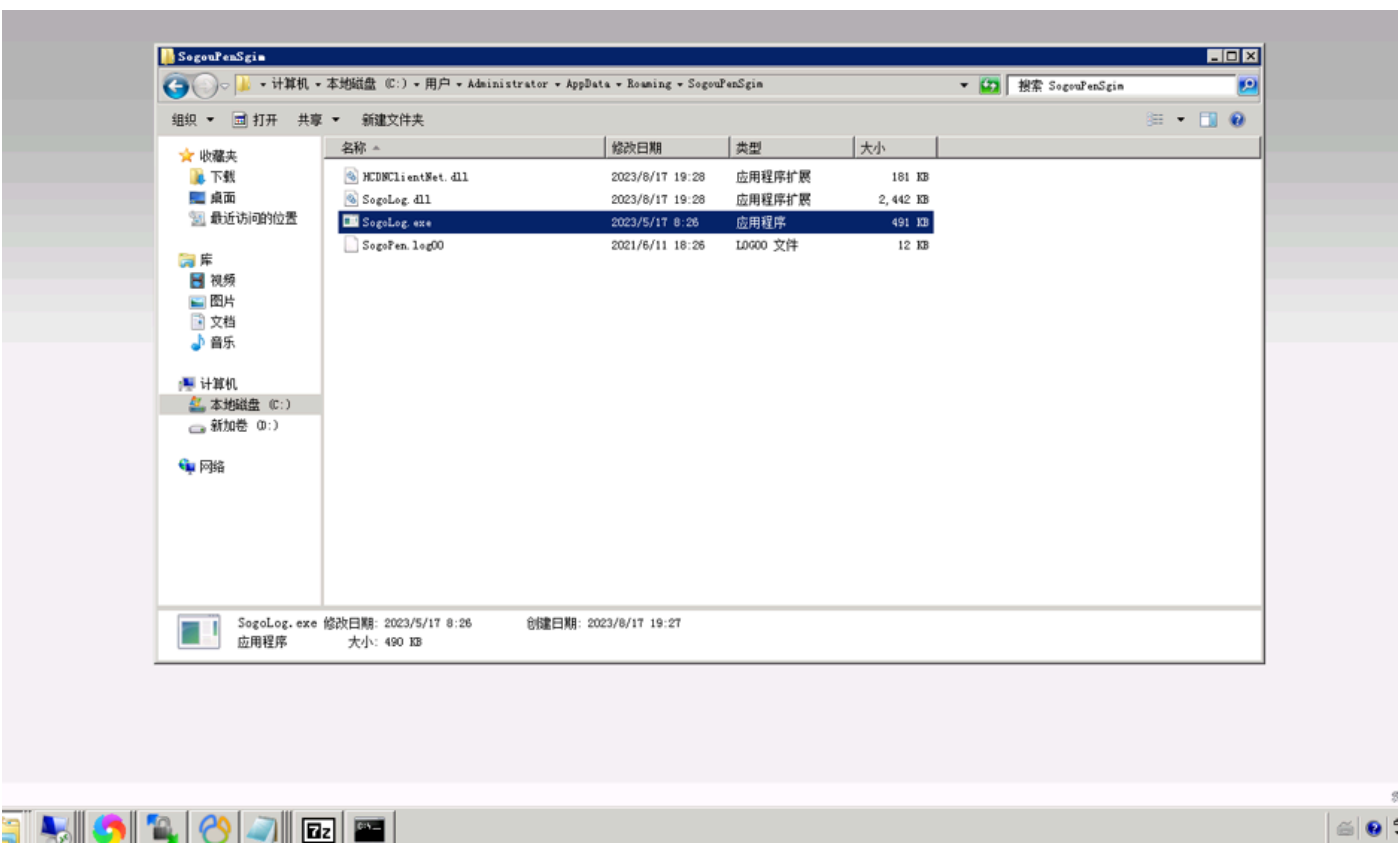 SogouPenSgim
计算机 本地磁盘 (C:) 用户 Administrator AppData Roaming SogouPenSgim
搜索 SogouPenSgim
组织 打开 共享 新建文件夹
名称 修改日期 类型 大小
收藏夹
下载
桌面
最近访问的位置
库
视频
图片
文档
音乐
计算机
本地磁盘 (C:)
新加卷 (D:)
网络
HCDNClientNet.dll 2023/8/17 19:28 应用程序扩展 181 KB
SogoLog.dll 2023/8/17 19:28 应用程序扩展 2,442 KB
SogoLog.exe 2023/5/17 8:26 应用程序 491 KB
SogoPen.log00 2021/6/11 18:26 LOG00 文件 12 KB
SogoLog.exe 修改日期: 2023/5/17 8:26 创建日期: 2023/8/17 19:27
应用程序 大小: 490 KB
7z